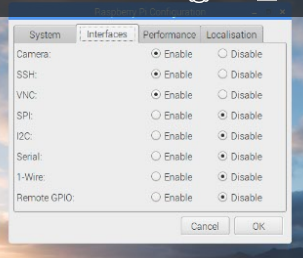 Raspberry Pi Configuration
System Interfaces Performance Localisation
Camera: Enable Disable
SSH: Enable Disable
VNC: Enable Disable
SPI: Enable Disable
I2C: Enable Disable
Serial: Enable Disable
1-Wire: Enable Disable
Remote GPIO: Enable Disable
Cancel OK